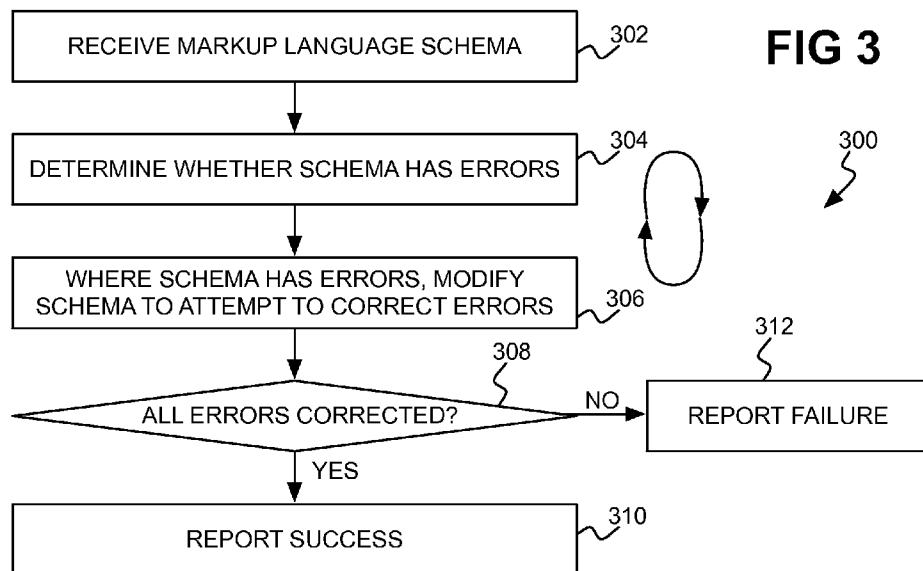 RECEIVE MARKUP LANGUAGE SCHEMA
302
FIG 3
DETERMINE WHETHER SCHEMA HAS ERRORS
304
300
WHERE SCHEMA HAS ERRORS, MODIFY
SCHEMA TO ATTEMPT TO CORRECT ERRORS
306
308
312
ALL ERRORS CORRECTED?
NO
REPORT FAILURE
YES
REPORT SUCCESS
310